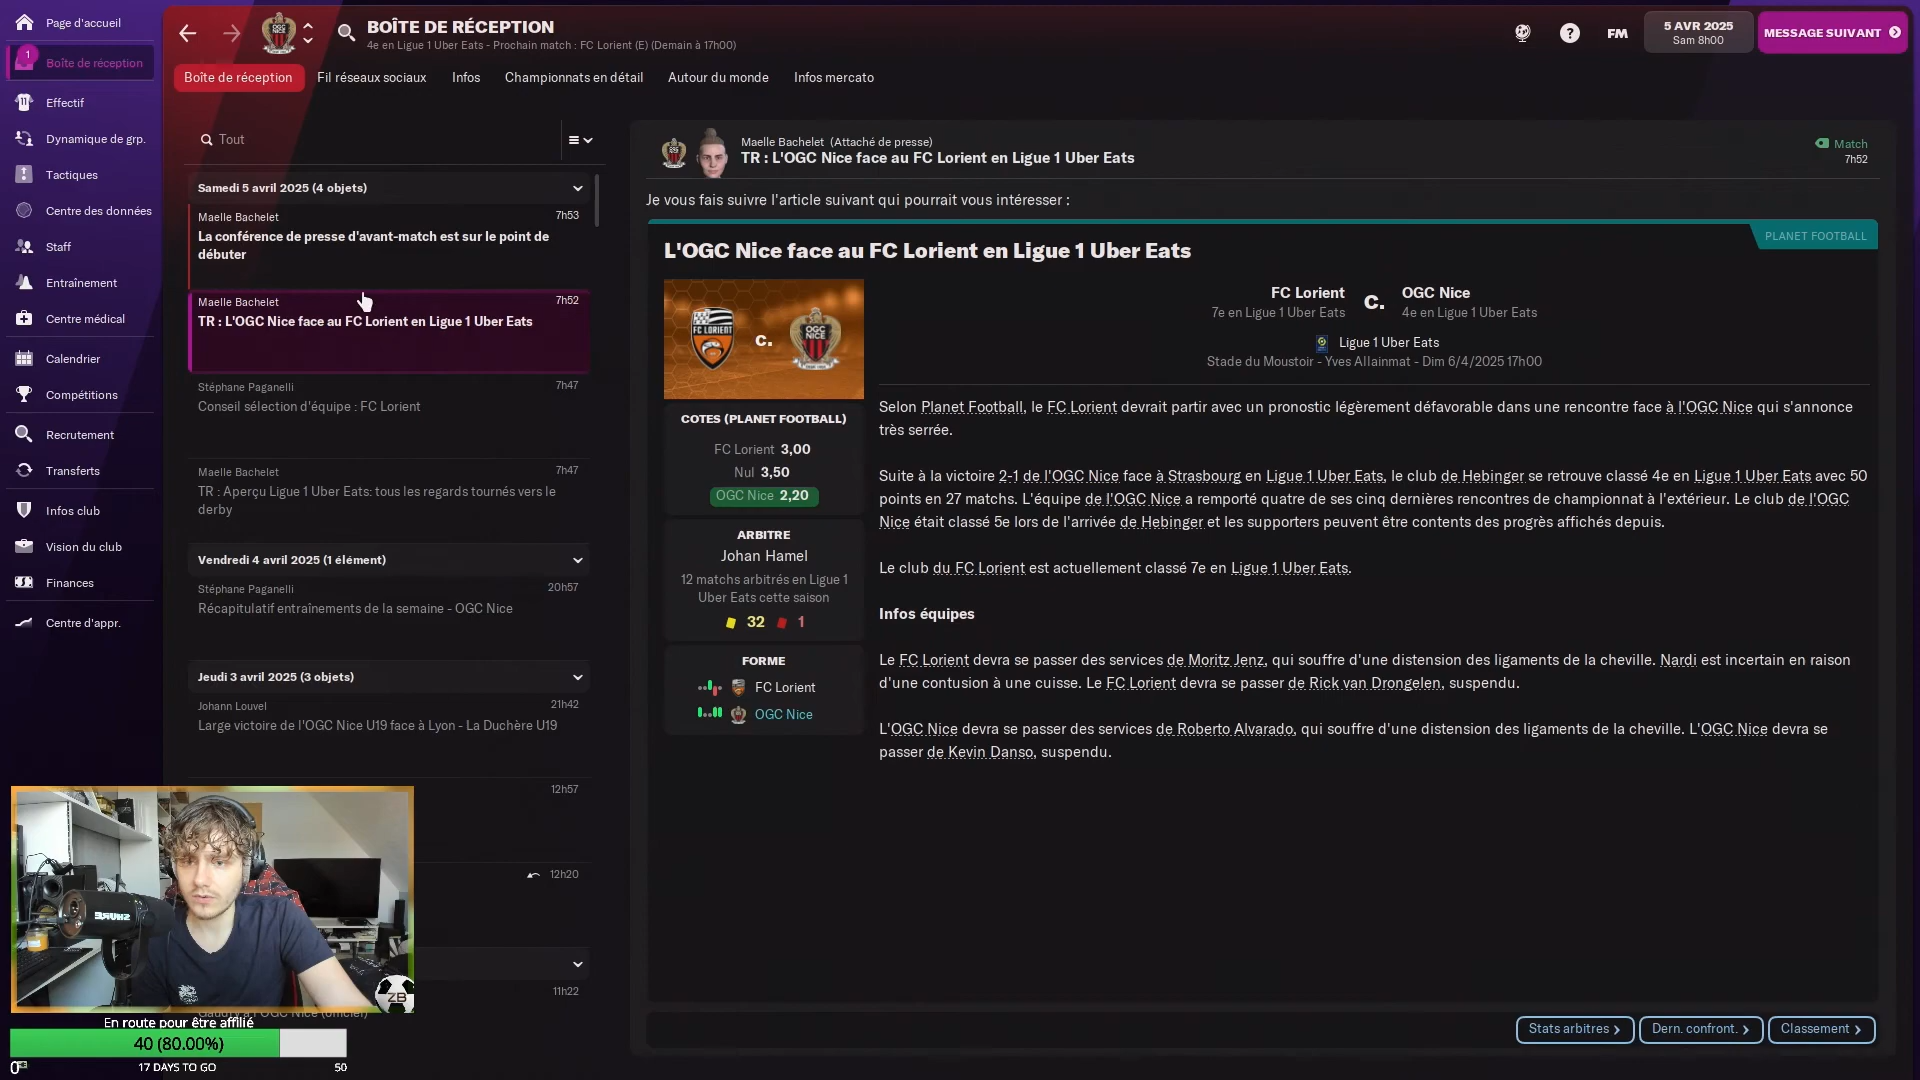 Page d'accueil
1
Boîte de réception
Effectif
Dynamique de grp.
Tactiques
Centre des données
Staff
Entraînement
Centre médical
Calendrier
Compétitions
Recrutement
Transferts
Infos club
Vision du club
Finances
Centre d'appr.
BOÎTE DE RÉCEPTION
4e en Ligue 1 Uber Eats - Prochain match : FC Lorient (E) (Demain à 17h00)
FM
5 AVR 2025
Sam 8h00
MESSAGE SUIVANT
Boîte de réception
Fil réseaux sociaux
Infos
Championnats en détail
Autour du monde
Infos mercato
Tout
Samedi 5 avril 2025 (4 objets)
Maelle Bachelet 7h53
La conférence de presse d'avant-match est sur le point de
débuter
Maelle Bachelet 7h52
TR : L'OGC Nice face au FC Lorient en Ligue 1 Uber Eats
Stéphane Paganelli 7h47
Conseil sélection d'équipe : FC Lorient
Maelle Bachelet 7h47
TR : Aperçu Ligue 1 Uber Eats: tous les regards tournés vers le
derby
Vendredi 4 avril 2025 (1 élément)
Stéphane Paganelli 20h57
Récapitulatif entraînements de la semaine - OGC Nice
Jeudi 3 avril 2025 (3 objets)
Johann Louvel 21h42
Large victoire de l'OGC Nice U19 face à Lyon - La Duchère U19
12h57
12h20
11h22
Maelle Bachelet (Attaché de presse)
TR : L'OGC Nice face au FC Lorient en Ligue 1 Uber Eats
Match
7h52
Je vous fais suivre l'article suivant qui pourrait vous intéresser :
PLANET FOOTBALL
L'OGC Nice face au FC Lorient en Ligue 1 Uber Eats
FC LORIENT
c.
OGC
NICE
FC Lorient c. OGC Nice
7e en Ligue 1 Uber Eats 4e en Ligue 1 Uber Eats
Ligue 1 Uber Eats
Stade du Moustoir - Yves Allainmat - Dim 6/4/2025 17h00
COTES (PLANET FOOTBALL)
FC Lorient 3,00
Nul 3,50
OGC Nice 2,20
ARBITRE
Johan Hamel
12 matchs arbitrés en Ligue 1
Uber Eats cette saison
32 1
FORME
FC Lorient
OGC Nice
Selon Planet Football, le FC Lorient devrait partir avec un pronostic légèrement défavorable dans une rencontre face à l'OGC Nice qui s'annonce
très serrée.
Suite à la victoire 2-1 de l'OGC Nice face à Strasbourg en Ligue 1 Uber Eats, le club de Hebinger se retrouve classé 4e en Ligue 1 Uber Eats avec 50
points en 27 matchs. L'équipe de l'OGC Nice a remporté quatre de ses cinq dernières rencontres de championnat à l'extérieur. Le club de l'OGC
Nice était classé 5e lors de l'arrivée de Hebinger et les supporters peuvent être contents des progrès affichés depuis.
Le club du FC Lorient est actuellement classé 7e en Ligue 1 Uber Eats.
Infos équipes
Le FC Lorient devra se passer des services de Moritz Jenz, qui souffre d'une distension des ligaments de la cheville. Nardi est incertain en raison
d'une contusion à une cuisse. Le FC Lorient devra se passer de Rick van Drongelen, suspendu.
L'OGC Nice devra se passer des services de Roberto Alvarado, qui souffre d'une distension des ligaments de la cheville. L'OGC Nice devra se
passer de Kevin Danso, suspendu.
Stats arbitres
Dern. confront.
Classement
ZB
En route pour être affilié
40 (80.00%)
0
17 DAYS TO GO
50